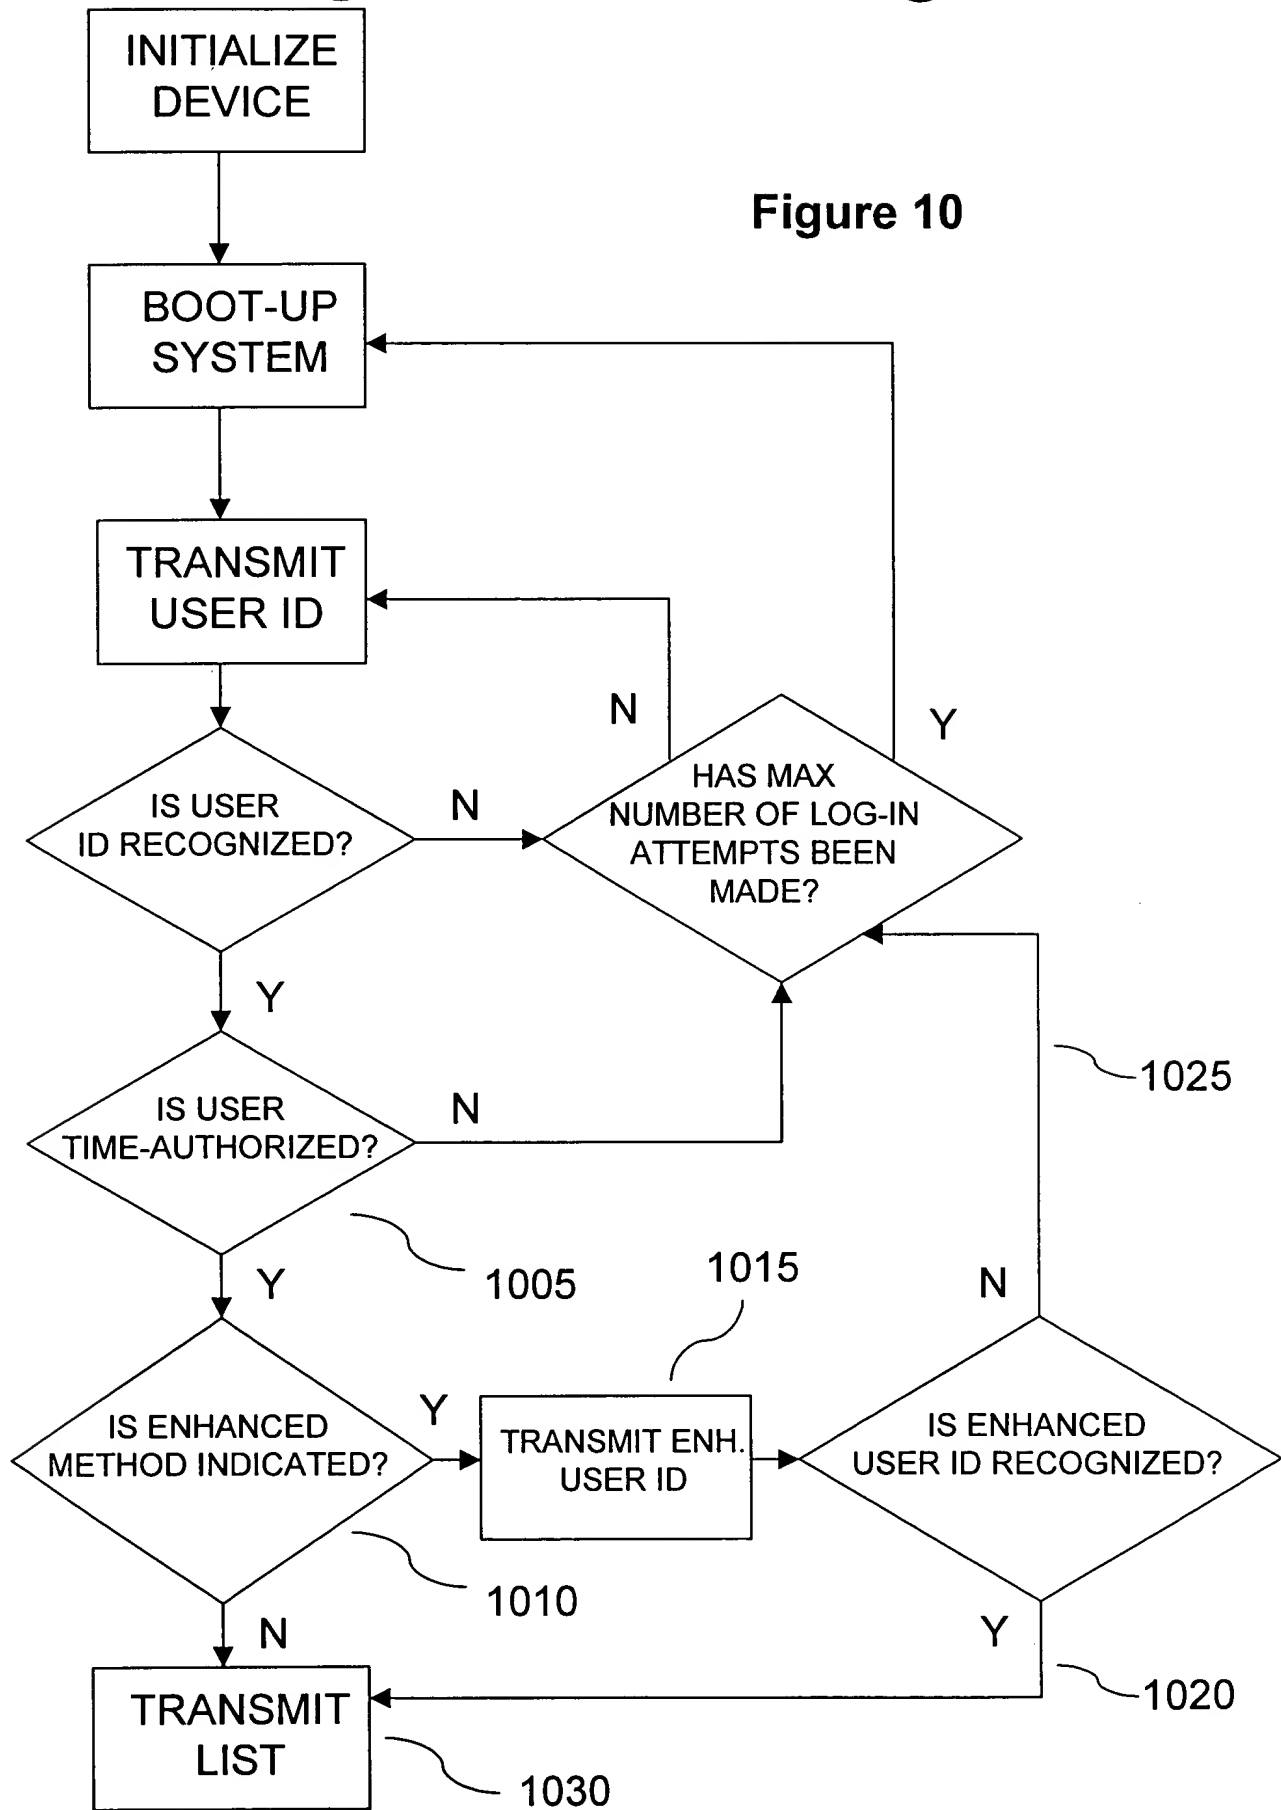 INITIALIZE
DEVICE
Figure 10
BOOT-UP
SYSTEM
TRANSMIT
USER ID
N
Y
IS USER
ID RECOGNIZED?
N
HAS MAX
NUMBER OF LOG-IN
ATTEMPTS BEEN
MADE?
Y
IS USER
TIME-AUTHORIZED?
N
1025
1005
Y
1015
N
IS ENHANCED
METHOD INDICATED?
Y
TRANSMIT ENH.
USER ID
IS ENHANCED
USER ID RECOGNIZED?
1010
N
Y
1020
TRANSMIT
LIST
1030